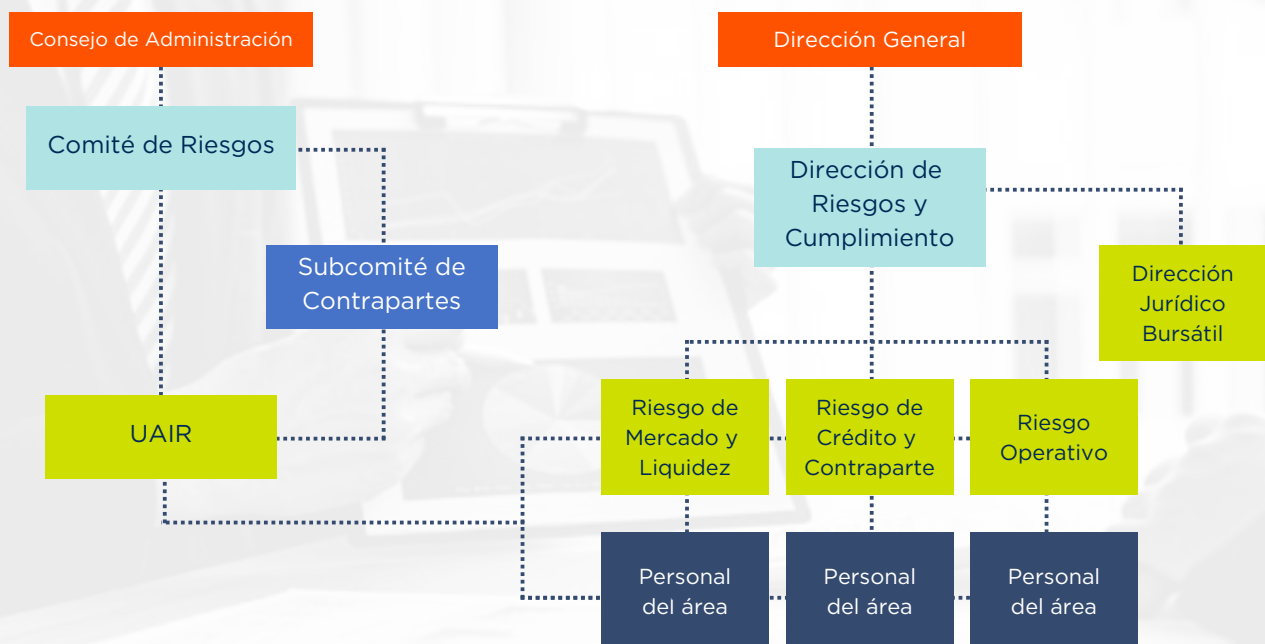 Consejo de Administración
Dirección General
Comité de Riesgos
Dirección de
Riesgos y
Cumplimiento
Subcomité de
Contrapartes
Dirección
Jurídico
Bursátil
UAIR
Riesgo de
Mercado y
Liquidez
Riesgo de
Crédito y
Contraparte
Riesgo
Operativo
Personal
del área
Personal
del área
Personal
del área